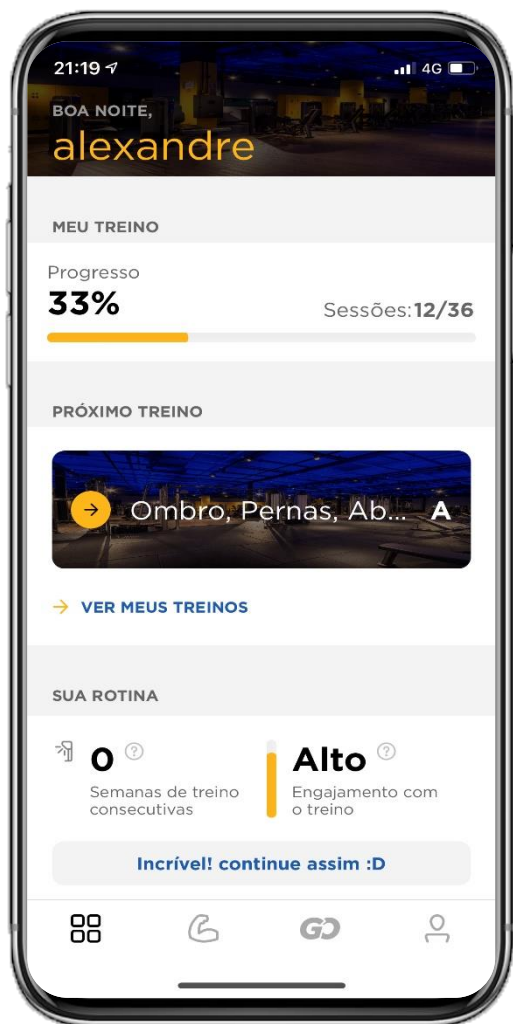 21:19 4G
BOA NOITE,
alexandre
MEU TREINO
Progresso
33%
Sessões:12/36
PRÓXIMO TREINO
Ombro, Pernas, Ab... A
VER MEUS TREINOS
SUA ROTINA
0 ?
Semanas de treino
consecutivas
Alto ?
Engajamento com
o treino
Incrível! continue assim :D
GO